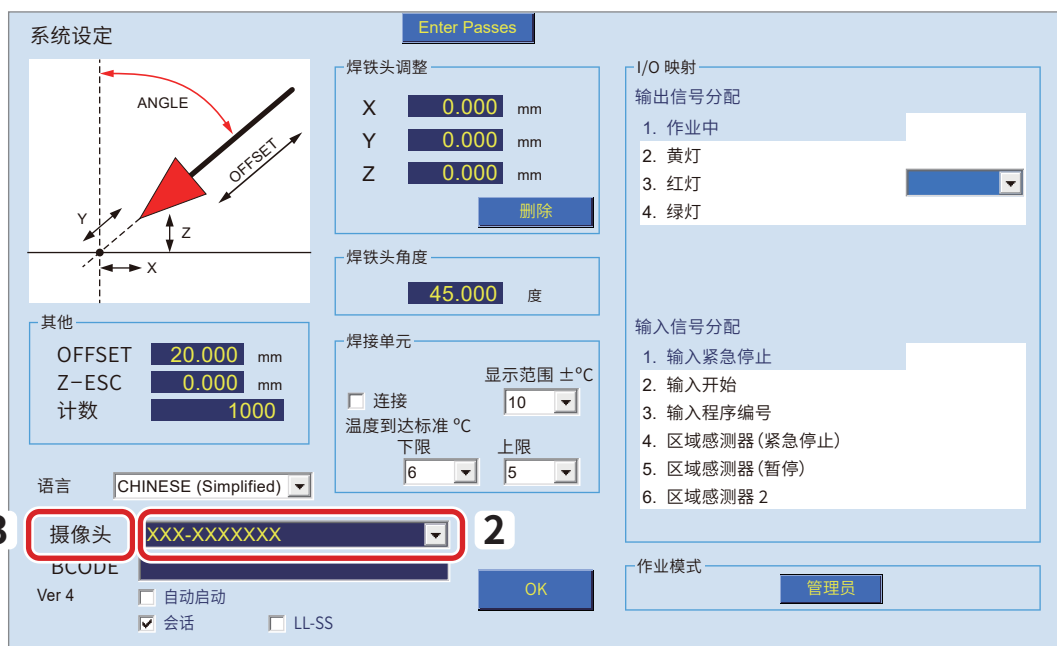 系统设定
Enter Passes
ANGLE
OFFSET
Y
Z
X
焊铁头调整
X 0.000 mm
Y 0.000 mm
Z 0.000 mm
删除
焊铁头角度
45.000 度
其他
OFFSET 20.000 mm
Z-ESC 0.000 mm
计数 1000
焊接单元
显示范围 ±℃
连接 10
温度到达标准 ℃
下限 上限
6 5
语言 CHINESE (Simplified)
摄像头 XXX-XXXXXXX 2
BCODE
Ver 4 自动启动
会话 LL-SS
OK
I/O 映射
输出信号分配
1. 作业中
2. 黄灯
3. 红灯
4. 绿灯
输入信号分配
1. 输入紧急停止
2. 输入开始
3. 输入程序编号
4. 区域感测器(紧急停止)
5. 区域感测器(暂停)
6. 区域感测器 2
作业模式
管理员